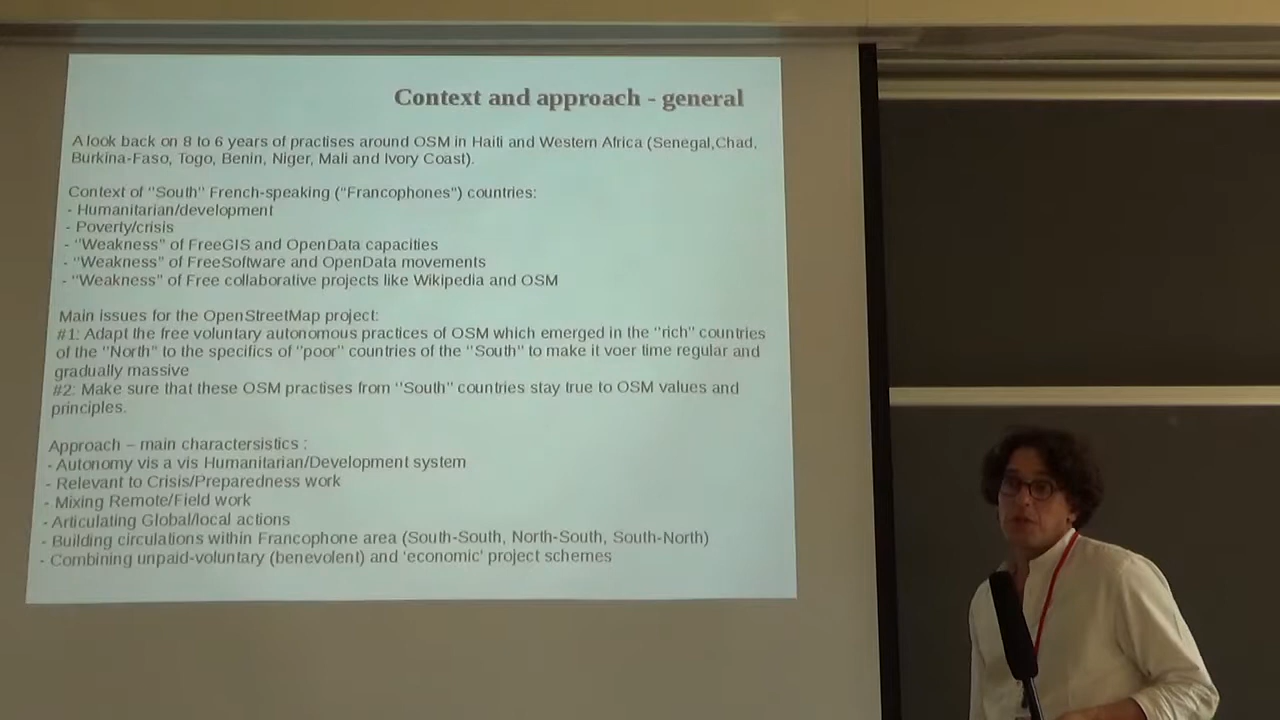 Context and approach - general
A look back on 8 to 6 years of practises around OSM in Haiti and Western Africa (Senegal,Chad,
Burkina-Faso, Togo, Benin, Niger, Mali and Ivory Coast).
Context of "South" French-speaking ("Francophones") countries:
- Humanitarian/development
- Poverty/crisis
- "Weakness" of FreeGIS and OpenData capacities
- "Weakness" of FreeSoftware and OpenData movements
- "Weakness" of Free collaborative projects like Wikipedia and OSM
Main issues for the OpenStreetMap project:
#1: Adapt the free voluntary autonomous practices of OSM which emerged in the "rich" countries
of the "North" to the specifics of "poor" countries of the "South" to make it voer time regular and
gradually massive
#2: Make sure that these OSM practises from "South" countries stay true to OSM values and
principles.
Approach – main charactersistics :
- Autonomy vis a vis Humanitarian/Development system
- Relevant to Crisis/Preparedness work
- Mixing Remote/Field work
- Articulating Global/local actions
- Building circulations within Francophone area (South-South, North-South, South-North)
- Combining unpaid-voluntary (benevolent) and 'economic' project schemes